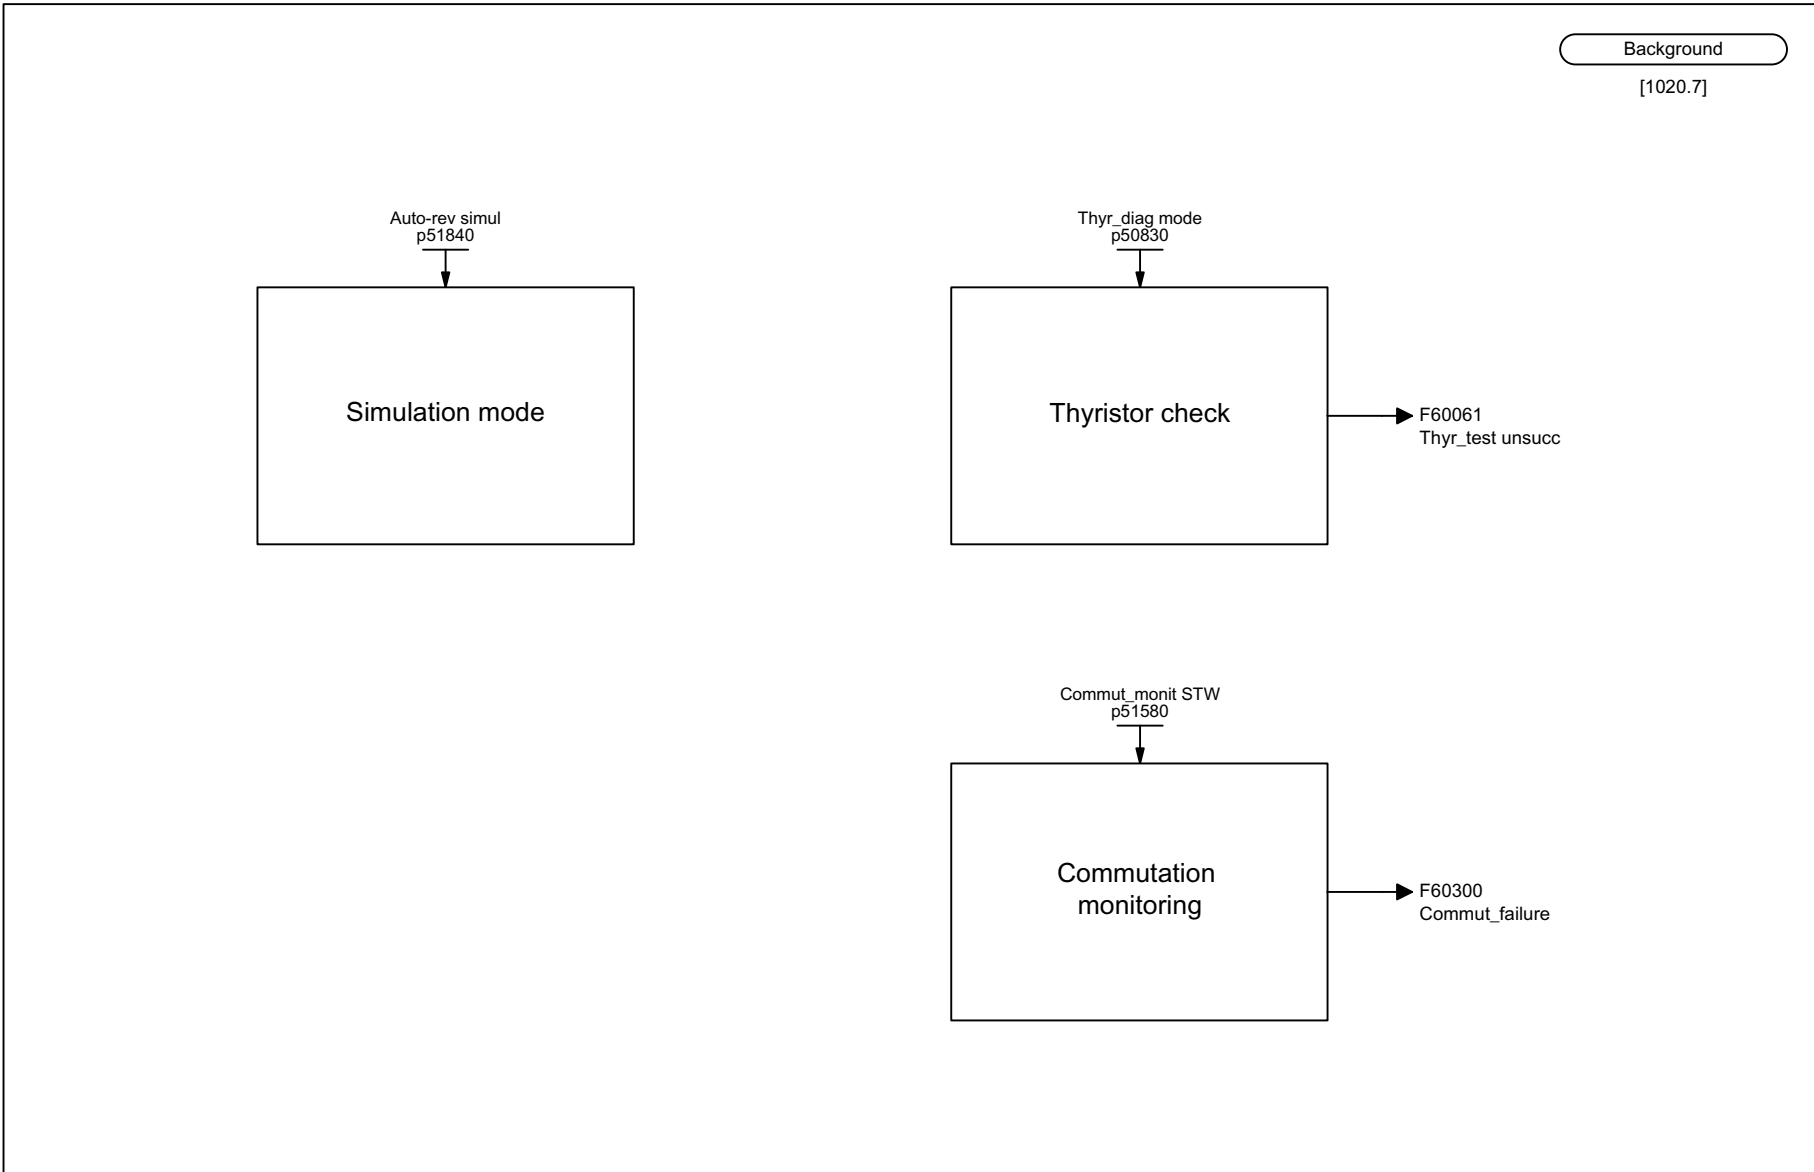 Background
[1020.7]
Auto-rev simul
p51840
Simulation mode
Thyr_diag mode
p50830
Thyristor check
F60061
Thyr_test unsucc
Commut_monit STW
p51580
Commutation
monitoring
F60300
Commut_failure